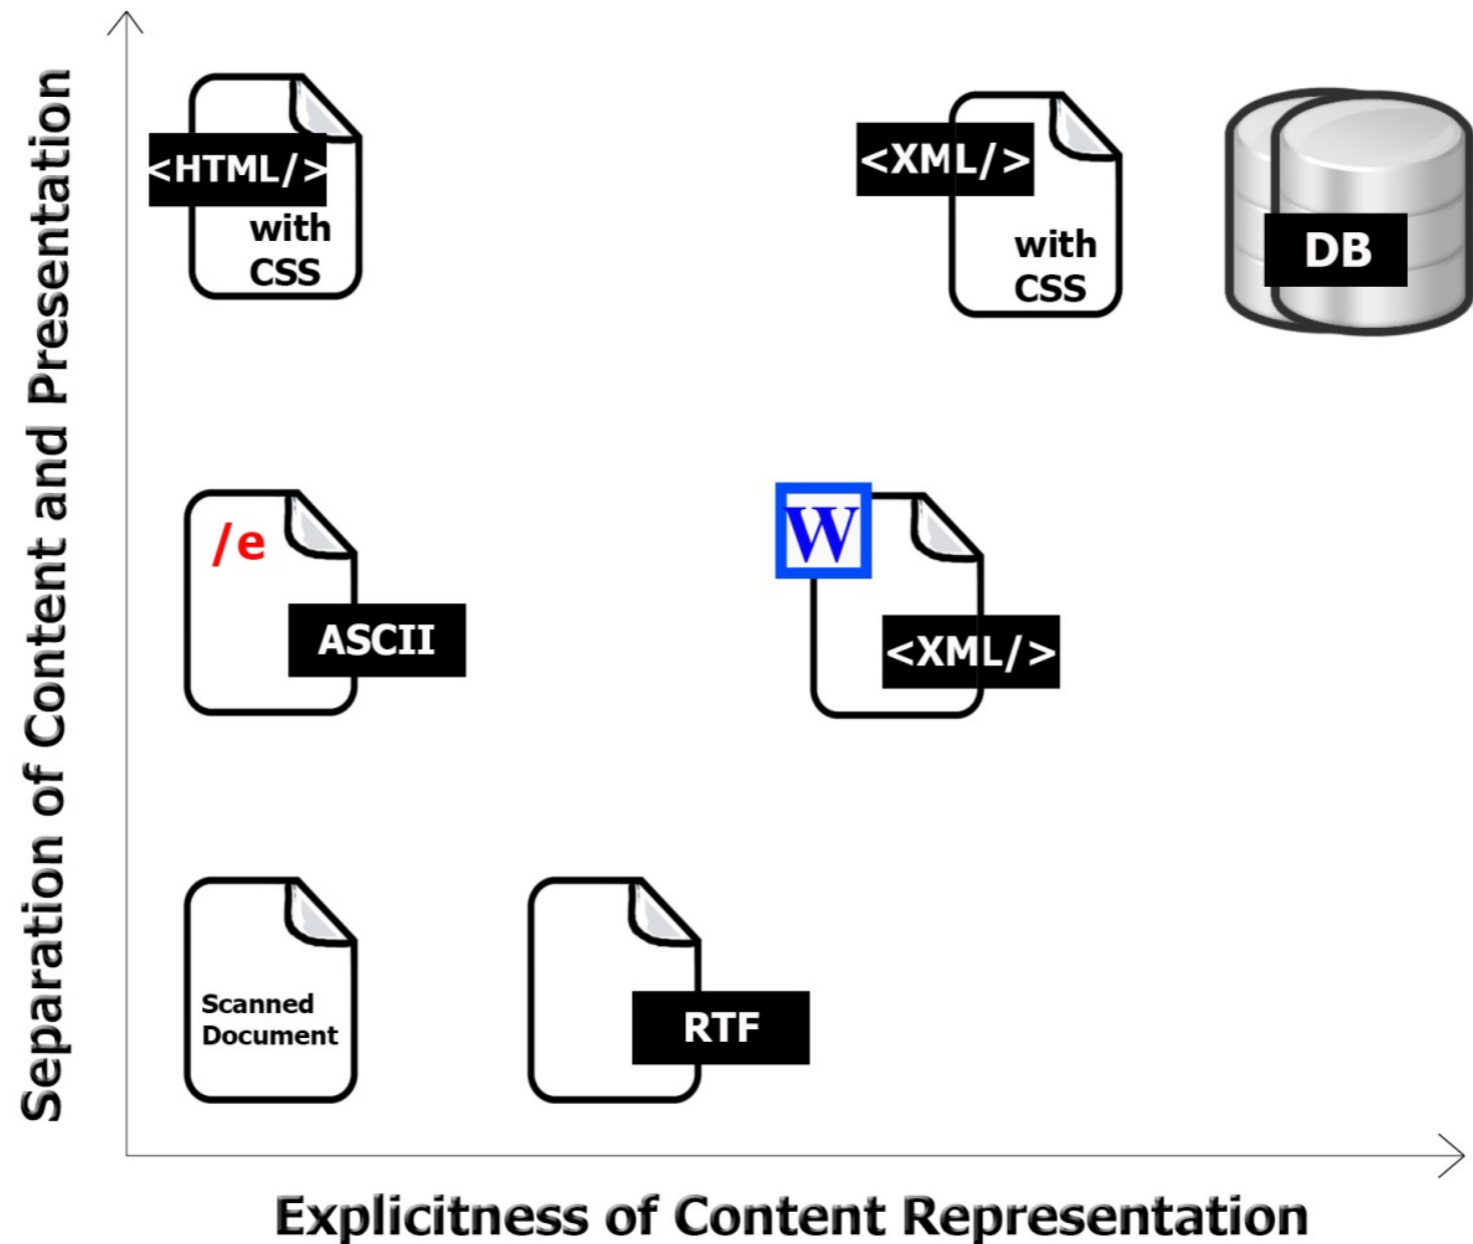 Separation of Content and Presentation
<HTML/>
with
CSS
<XML/>
with
CSS
DB
/e
ASCII
W
<XML/>
Scanned
Document
RTF
Explicitness of Content Representation